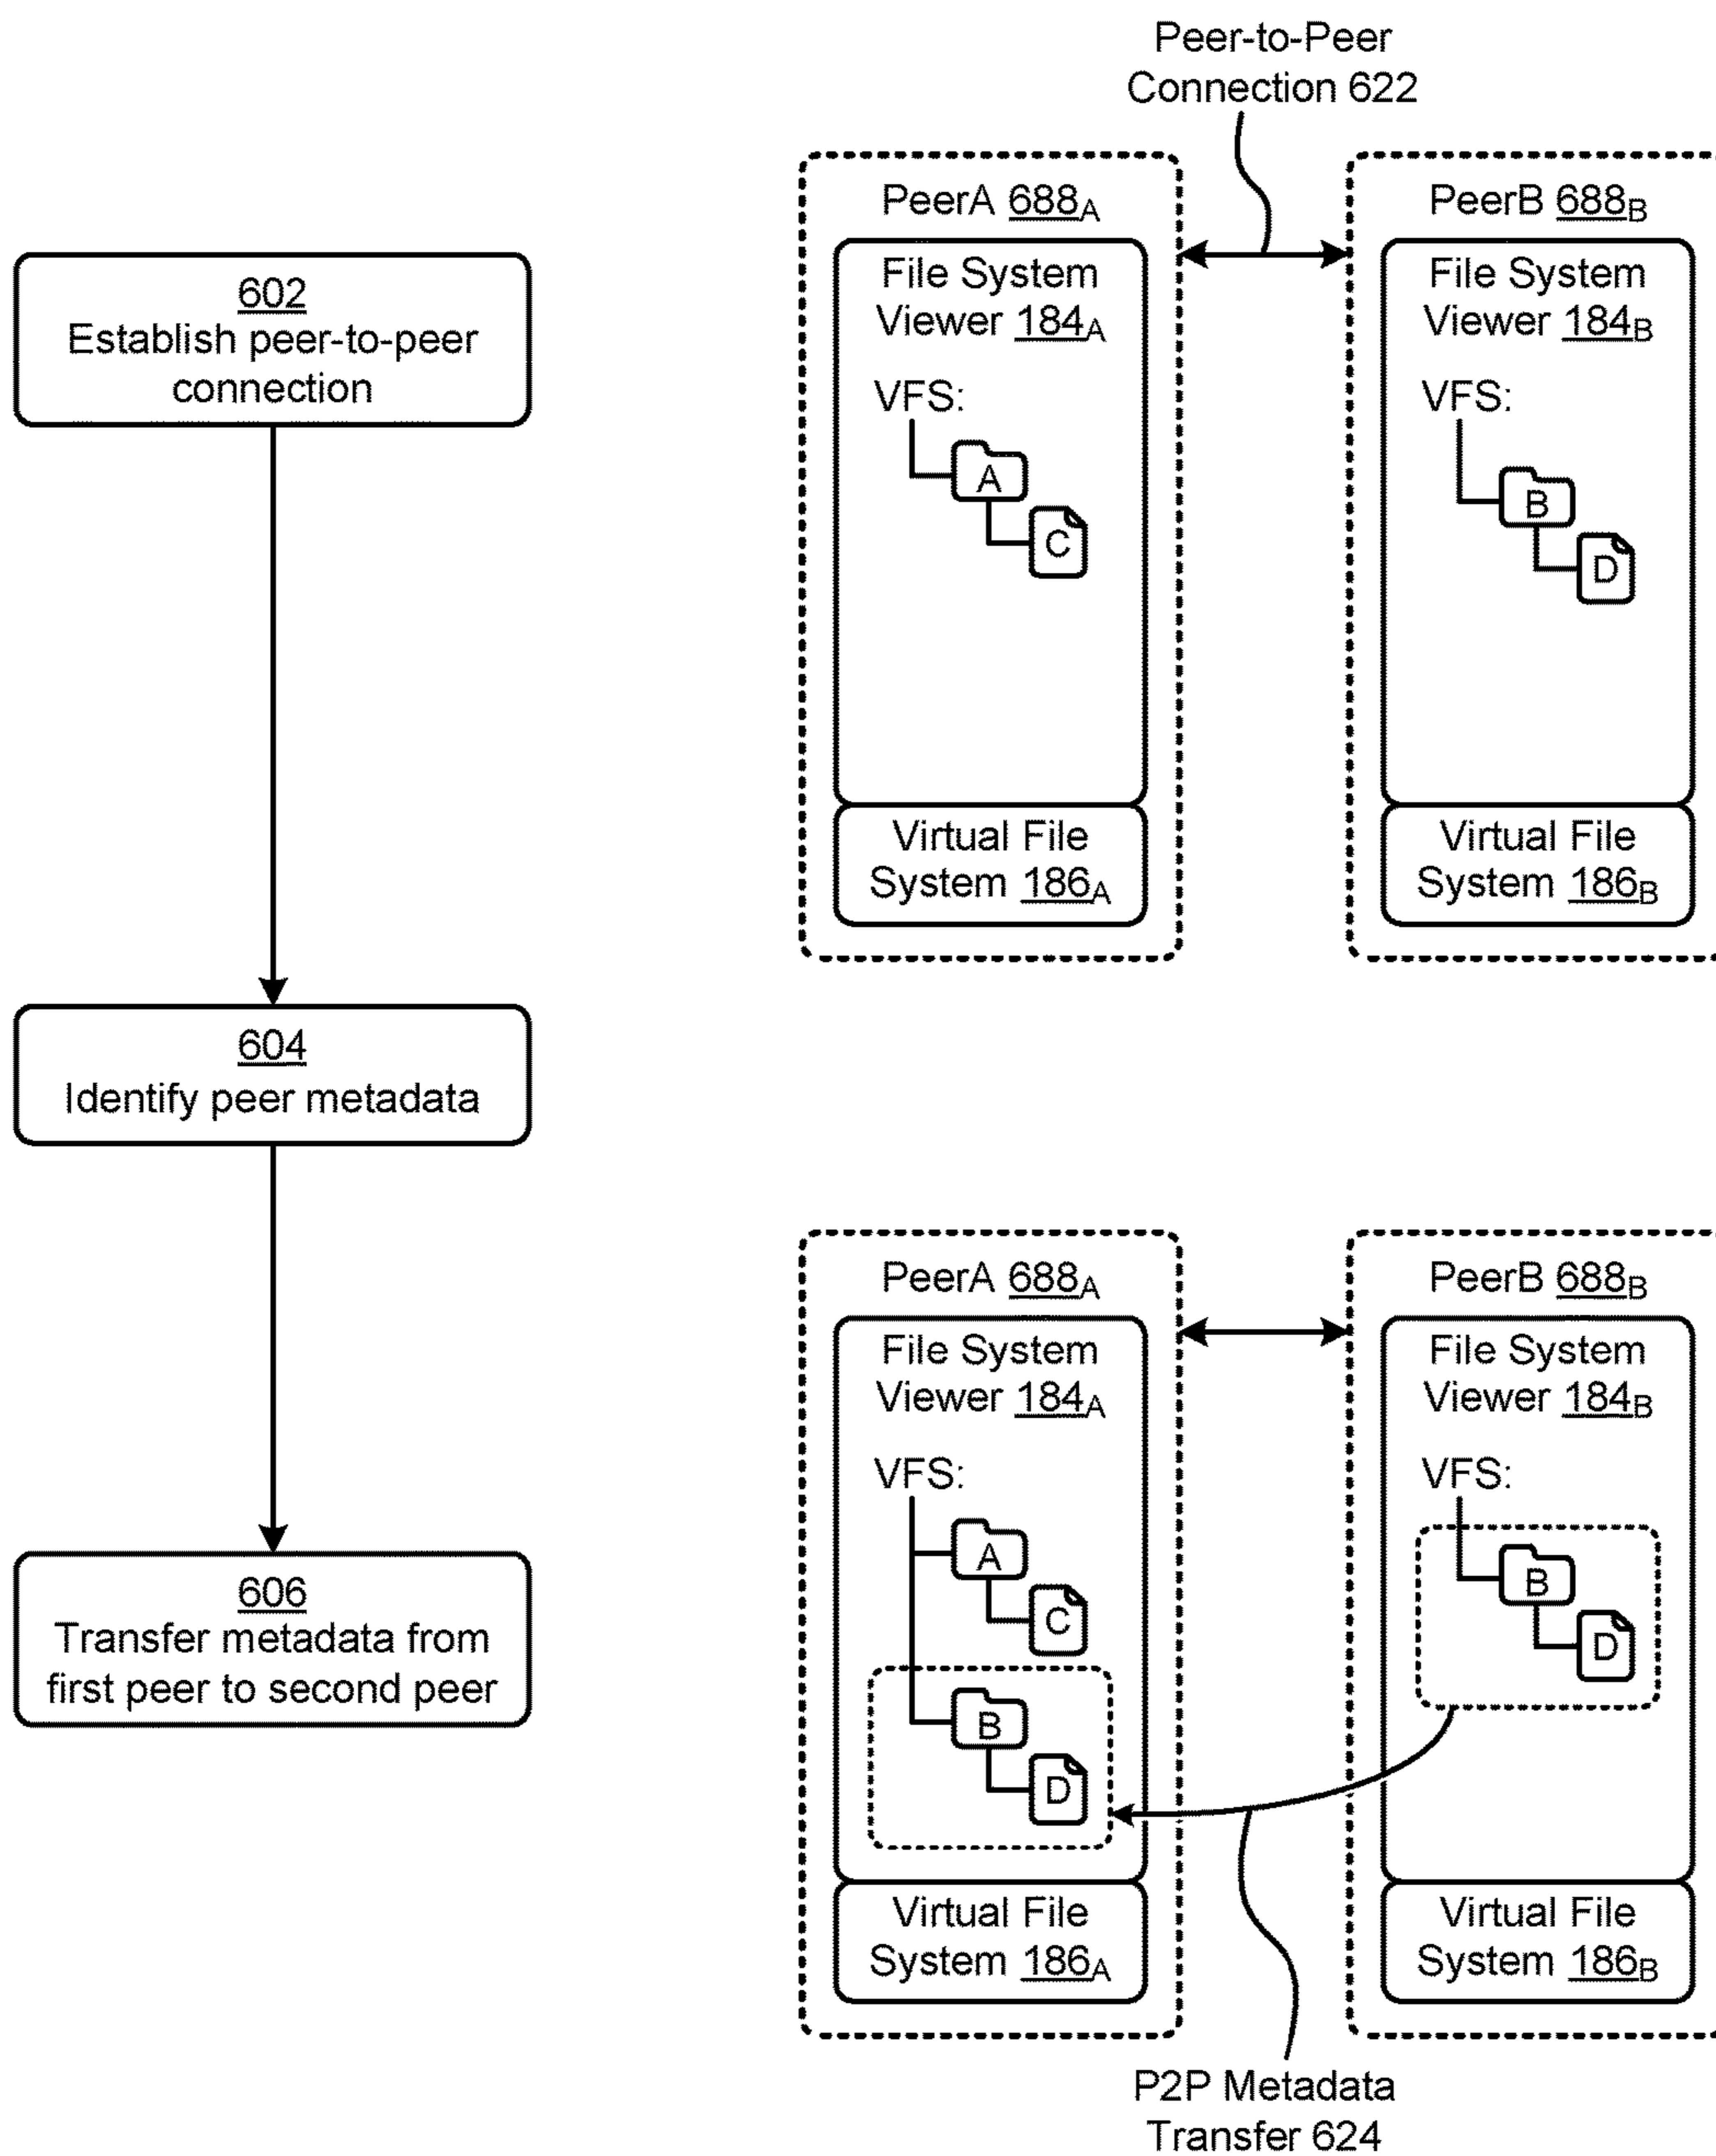 Peer-to-Peer
Connection 622
602
Establish peer-to-peer
connection
PeerA 688A
File System
Viewer 184A
VFS:
A
C
Virtual File
System 186A
PeerB 688B
File System
Viewer 184B
VFS:
B
D
Virtual File
System 186B
604
Identify peer metadata
606
Transfer metadata from
first peer to second peer
PeerA 688A
File System
Viewer 184A
VFS:
A
C
B
D
Virtual File
System 186A
PeerB 688B
File System
Viewer 184B
VFS:
B
D
Virtual File
System 186B
P2P Metadata
Transfer 624